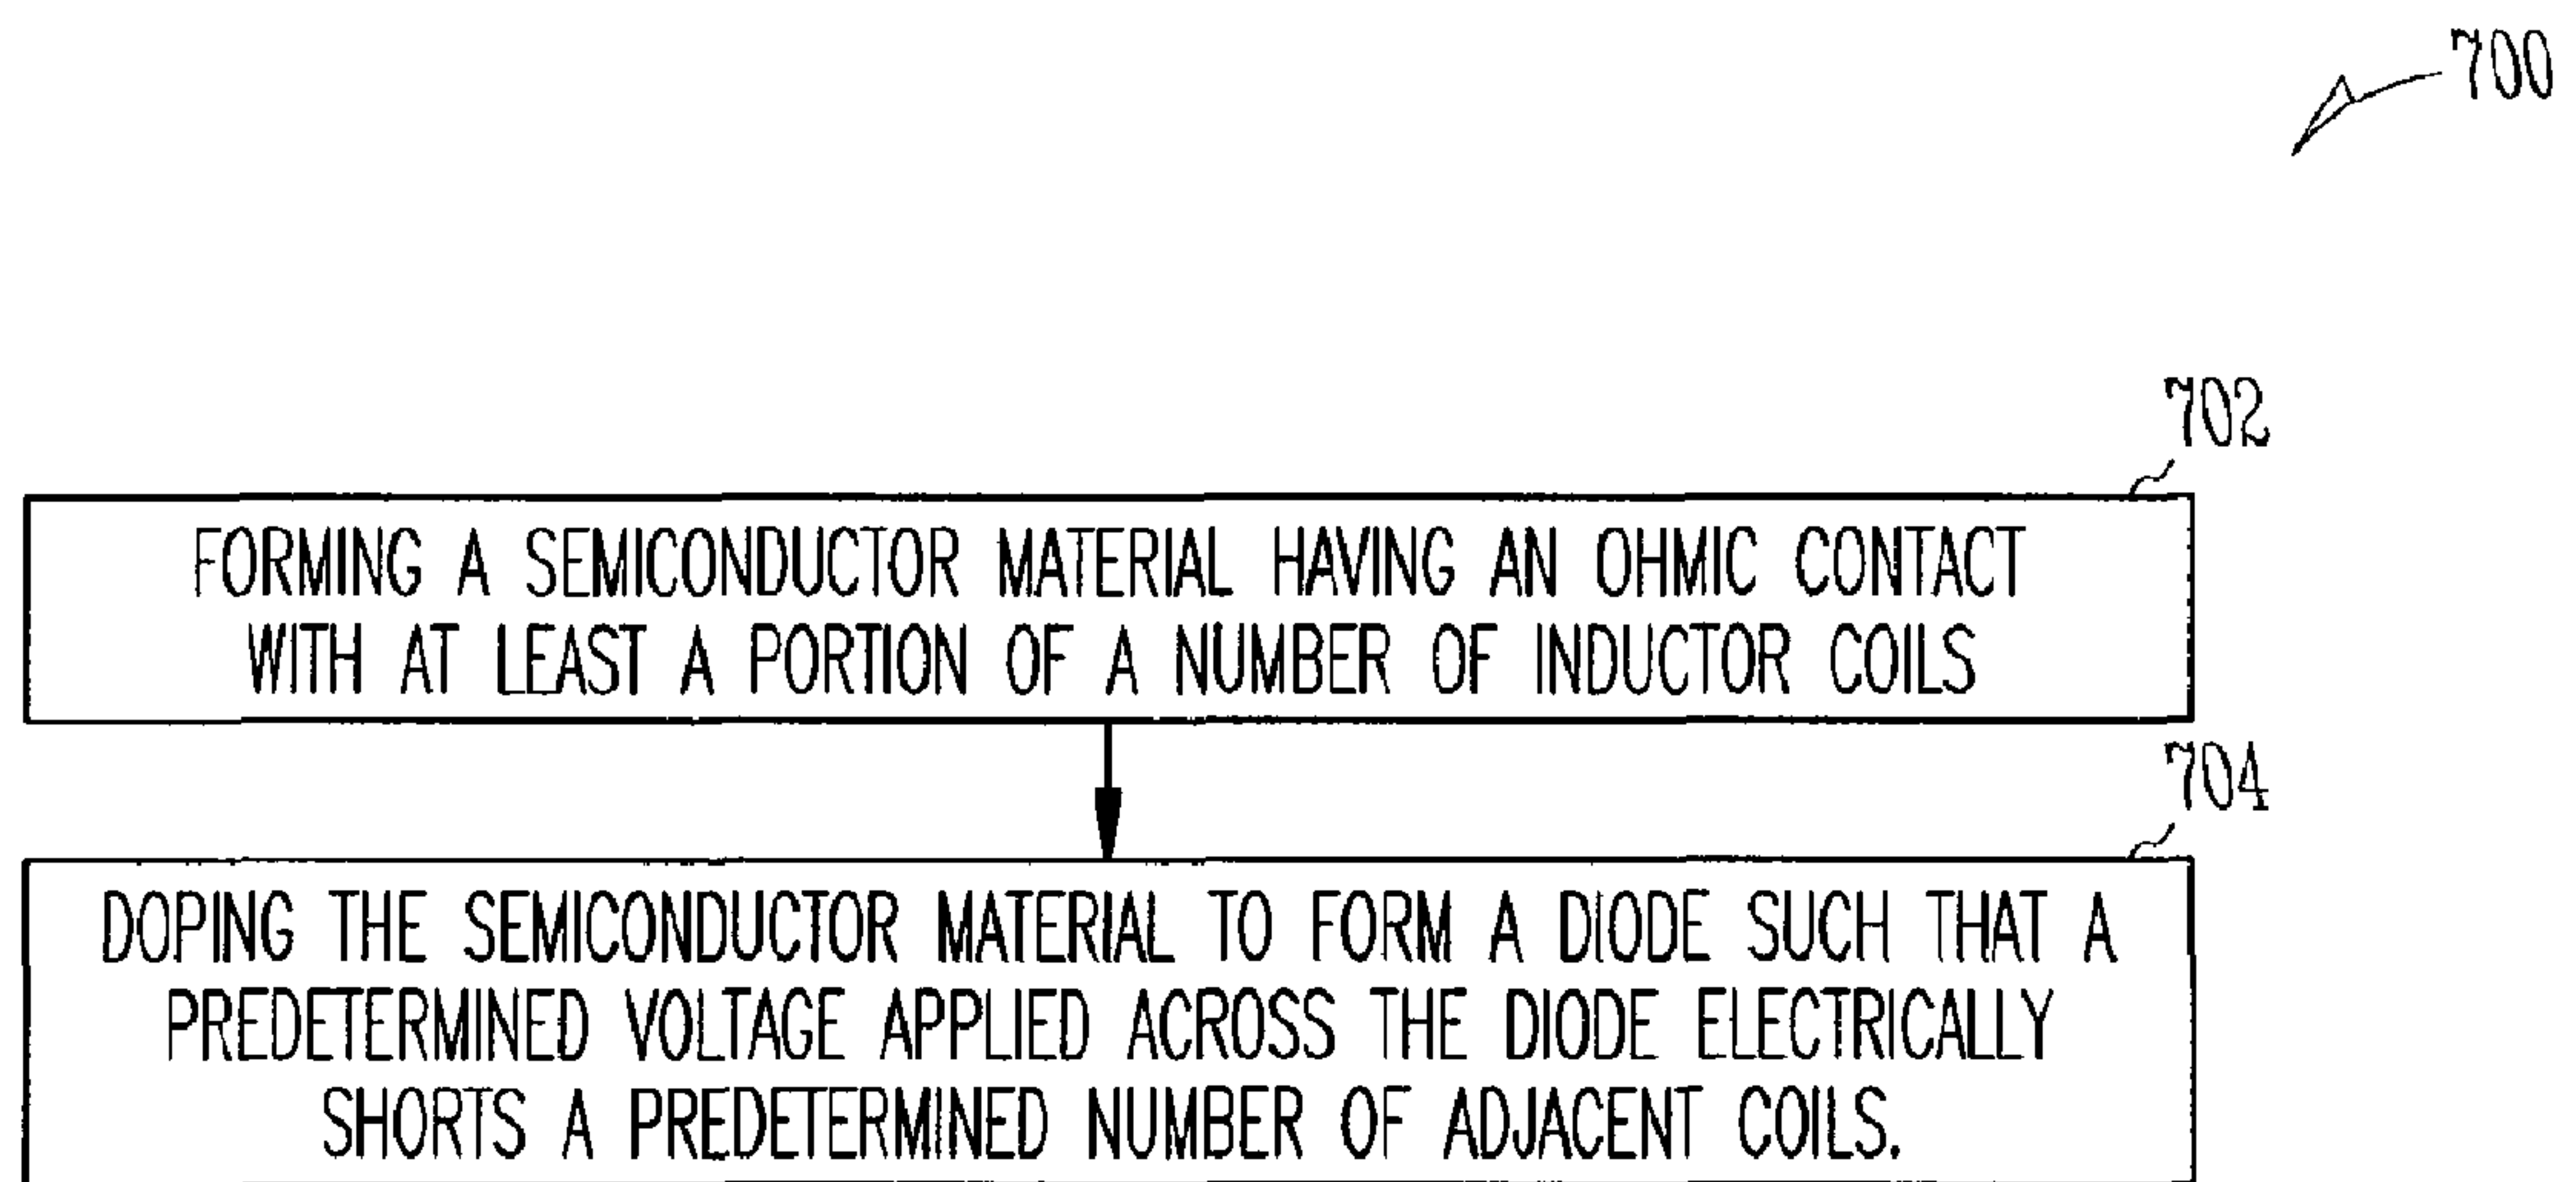 700
702
FORMING A SEMICONDUCTOR MATERIAL HAVING AN OHMIC CONTACT
WITH AT LEAST A PORTION OF A NUMBER OF INDUCTOR COILS
704
DOPING THE SEMICONDUCTOR MATERIAL TO FORM A DIODE SUCH THAT A
PREDETERMINED VOLTAGE APPLIED ACROSS THE DIODE ELECTRICALLY
SHORTS A PREDETERMINED NUMBER OF ADJACENT COILS.